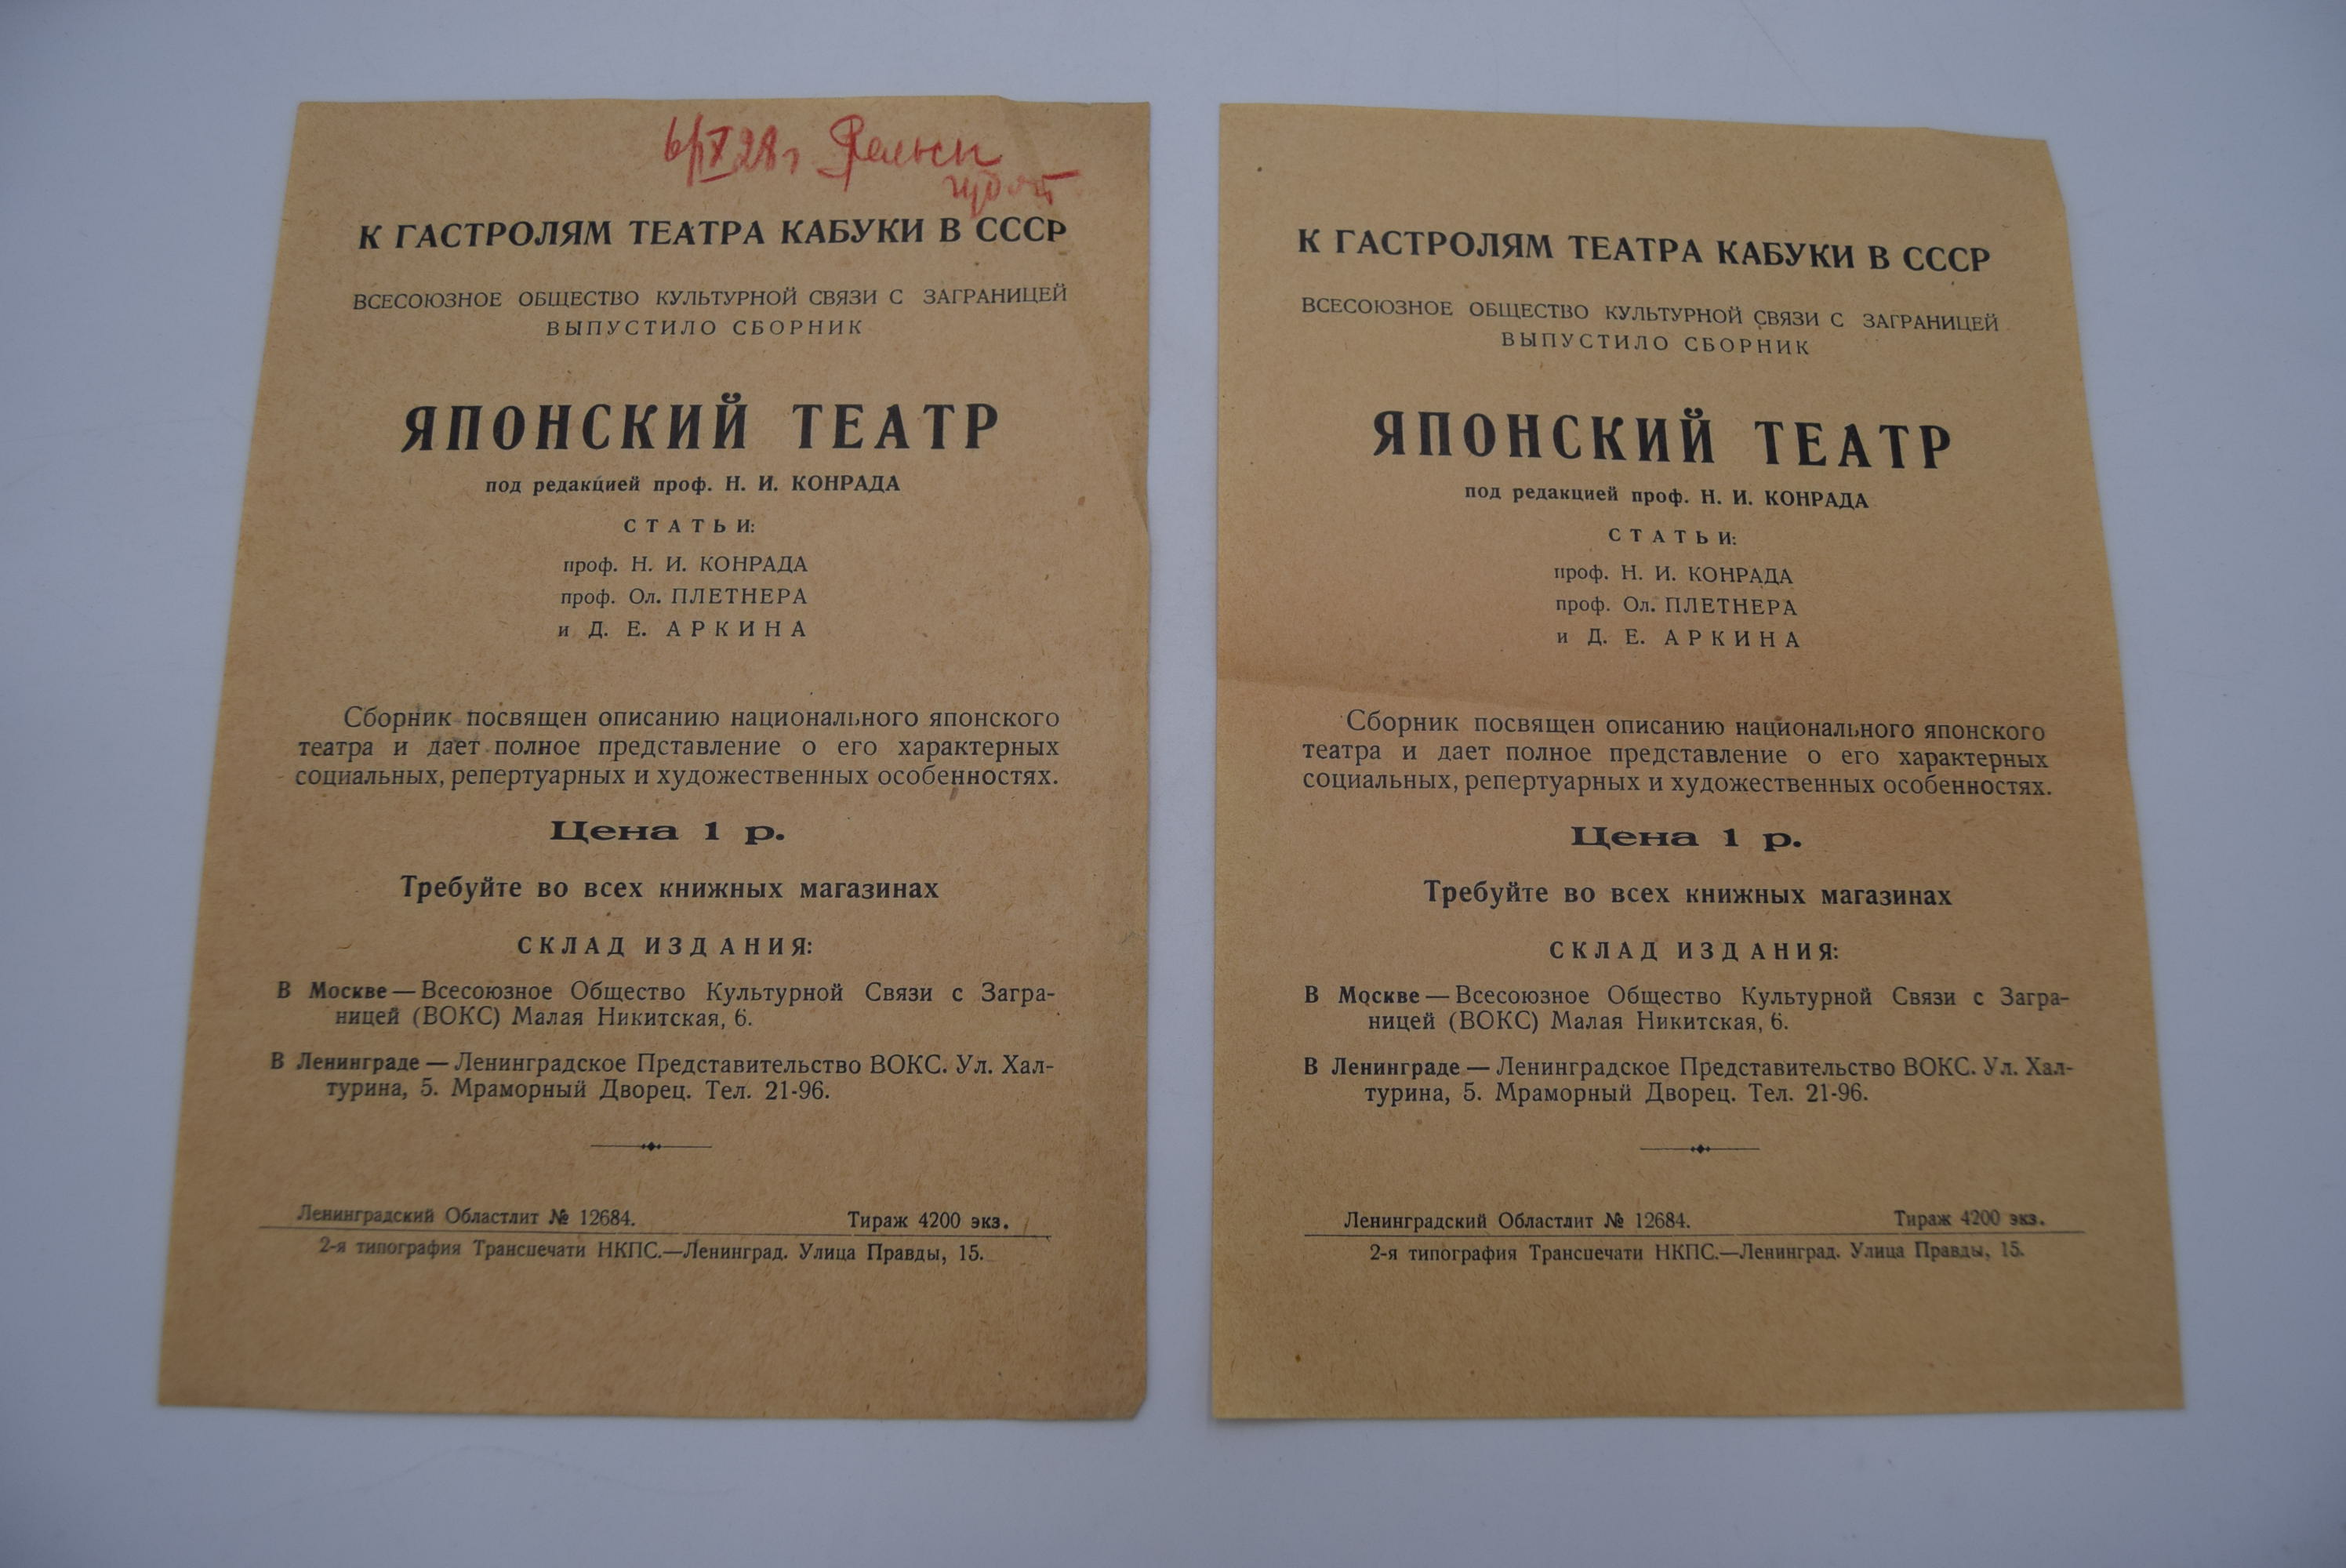 К ГАСТРОЛЯМ ТЕАТРА КАБУКИ В СССР
ВСЕСОЮЗНОЕ ОБЩЕСТВО КУЛЬТУРНОЙ СВЯЗИ С ЗАГРАНИЦЕЙ
ВЫПУСТИЛО СБОРНИК
ЯПОНСКИЙ ТЕАТР
под редакцией проф. Н. И. КОНРАДА
СТАТЬИ:
проф. Н. И. КОНРАДА
проф. Ол. ПЛЕТНЕРА
и Д. Е. АРКИНА
Сборник посвящен описанию национального японского
театра и дает полное представление о его характерных
социальных, репертуарных и художественных особенностях.
Цена 1 р.
Требуйте во всех книжных магазинах
СКЛАД ИЗДАНИЯ:
В Москве — Всесоюзное Общество Культурной Связи с Загра-
ницей (ВОКС) Малая Никитская, 6.
В Ленинграде — Ленинградское Представительство ВОКС. Ул. Хал-
турина, 5. Мраморный Дворец. Тел. 21-96.
Ленинградский Областлит № 12684. Тираж 4200 экз.
2-я типография Транспечати НКПС.—Ленинград. Улица Правды, 15.
К ГАСТРОЛЯМ ТЕАТРА КАБУКИ В СССР
ВСЕСОЮЗНОЕ ОБЩЕСТВО КУЛЬТУРНОЙ СВЯЗИ С ЗАГРАНИЦЕЙ
ВЫПУСТИЛО СБОРНИК
ЯПОНСКИЙ ТЕАТР
под редакцией проф. Н. И. КОНРАДА
СТАТЬИ:
проф. Н. И. КОНРАДА
проф. Ол. ПЛЕТНЕРА
и Д. Е. АРКИНА
Сборник посвящен описанию национального японского
театра и дает полное представление о его характерных
социальных, репертуарных и художественных особенностях.
Цена 1 р.
Требуйте во всех книжных магазинах
СКЛАД ИЗДАНИЯ:
В Москве — Всесоюзное Общество Культурной Связи с Загра-
ницей (ВОКС) Малая Никитская, 6.
В Ленинграде — Ленинградское Представительство ВОКС. Ул. Хал-
турина, 5. Мраморный Дворец. Тел. 21-96.
Ленинградский Областлит № 12684. Тираж 4200 экз.
2-я типография Транспечати НКПС.—Ленинград. Улица Правды, 15.